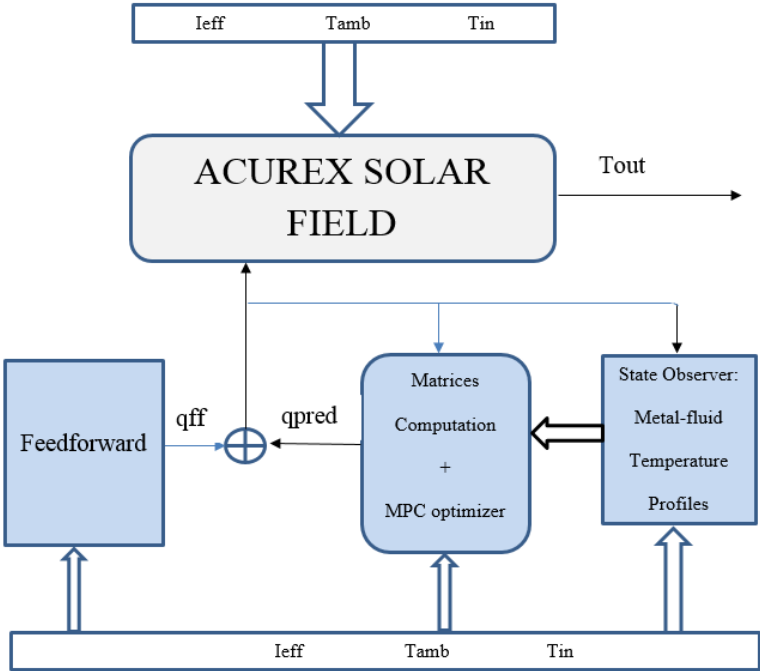 Ieff Tamb Tin
ACUREX SOLAR
FIELD
Tout
Feedforward
qff
qpred
Matrices
Computation
+
MPC optimizer
State Observer:
Metal-fluid
Temperature
Profiles
Ieff Tamb Tin